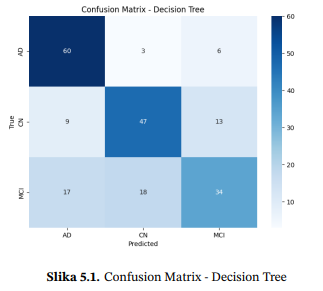 Confusion Matrix - Decision Tree
60
AD
60 3 6
50
40
True
CN
9 47 13
30
20
MCI
17 18 34
10
AD CN MCI
Predicted
Slika 5.1. Confusion Matrix - Decision Tree